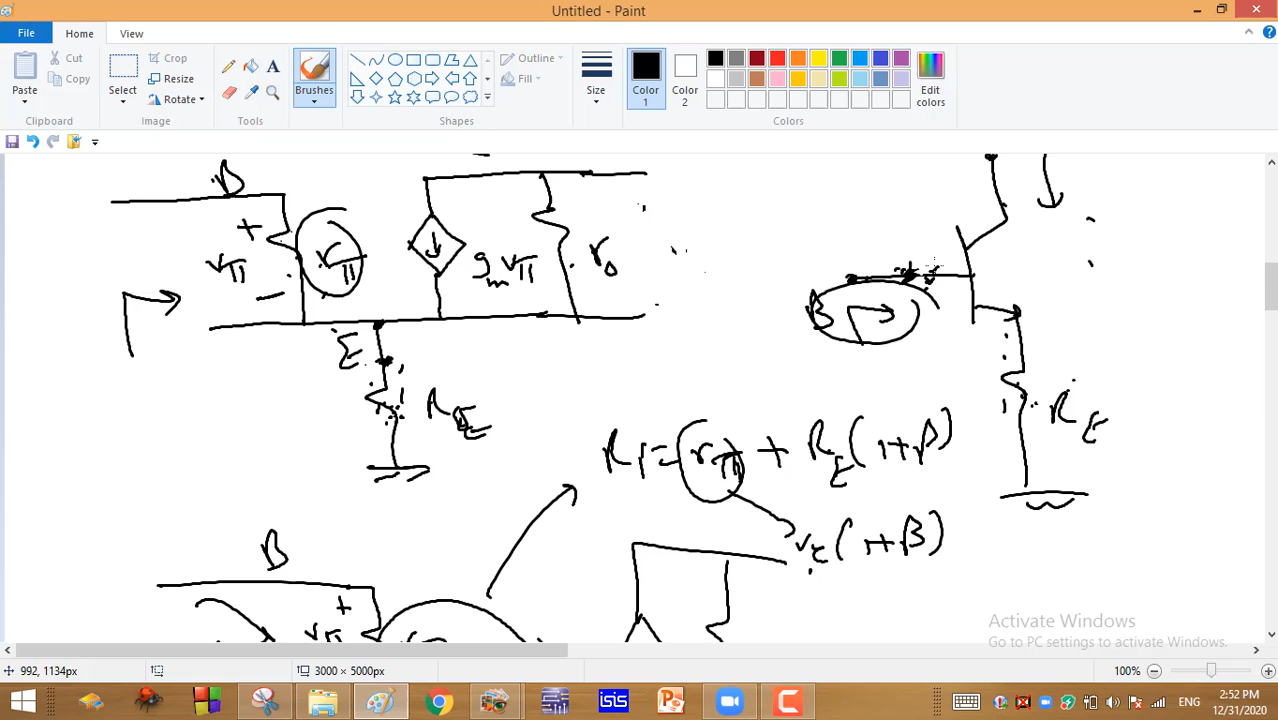 Untitled - Paint
File
Home
View
Paste
Cut
Copy
Clipboard
Select
Crop
Resize
Rotate
Image
A
Tools
Brushes
Shapes
Outline
Fill
Size
Color
1
Color
2
Edit
colors
Colors
B
+
vπ
rπ
−
gm vπ
ro
E
RE
B
RE
R1 = rπ + RE(1+β)
re(1+β)
B
+
vπ
Activate Windows
Go to PC settings to activate Windows.
992, 1134px
3000 × 5000px
100%
isis
ENG
2:52 PM
12/31/2020